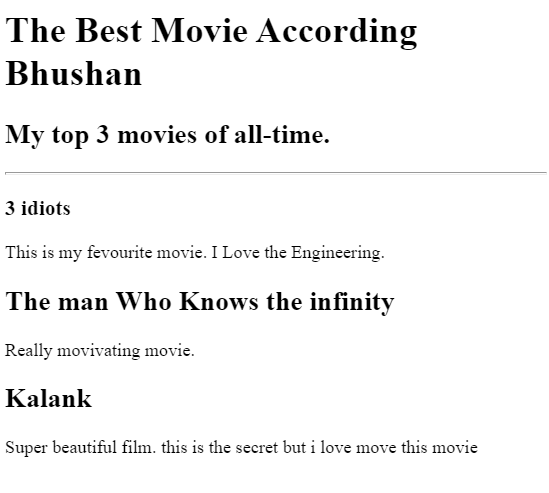 The Best Movie According
Bhushan
My top 3 movies of all-time.
3 idiots
This is my fevourite movie. I Love the Engineering.
The man Who Knows the infinity
Really movivating movie.
Kalank
Super beautiful film. this is the secret but i love move this movie